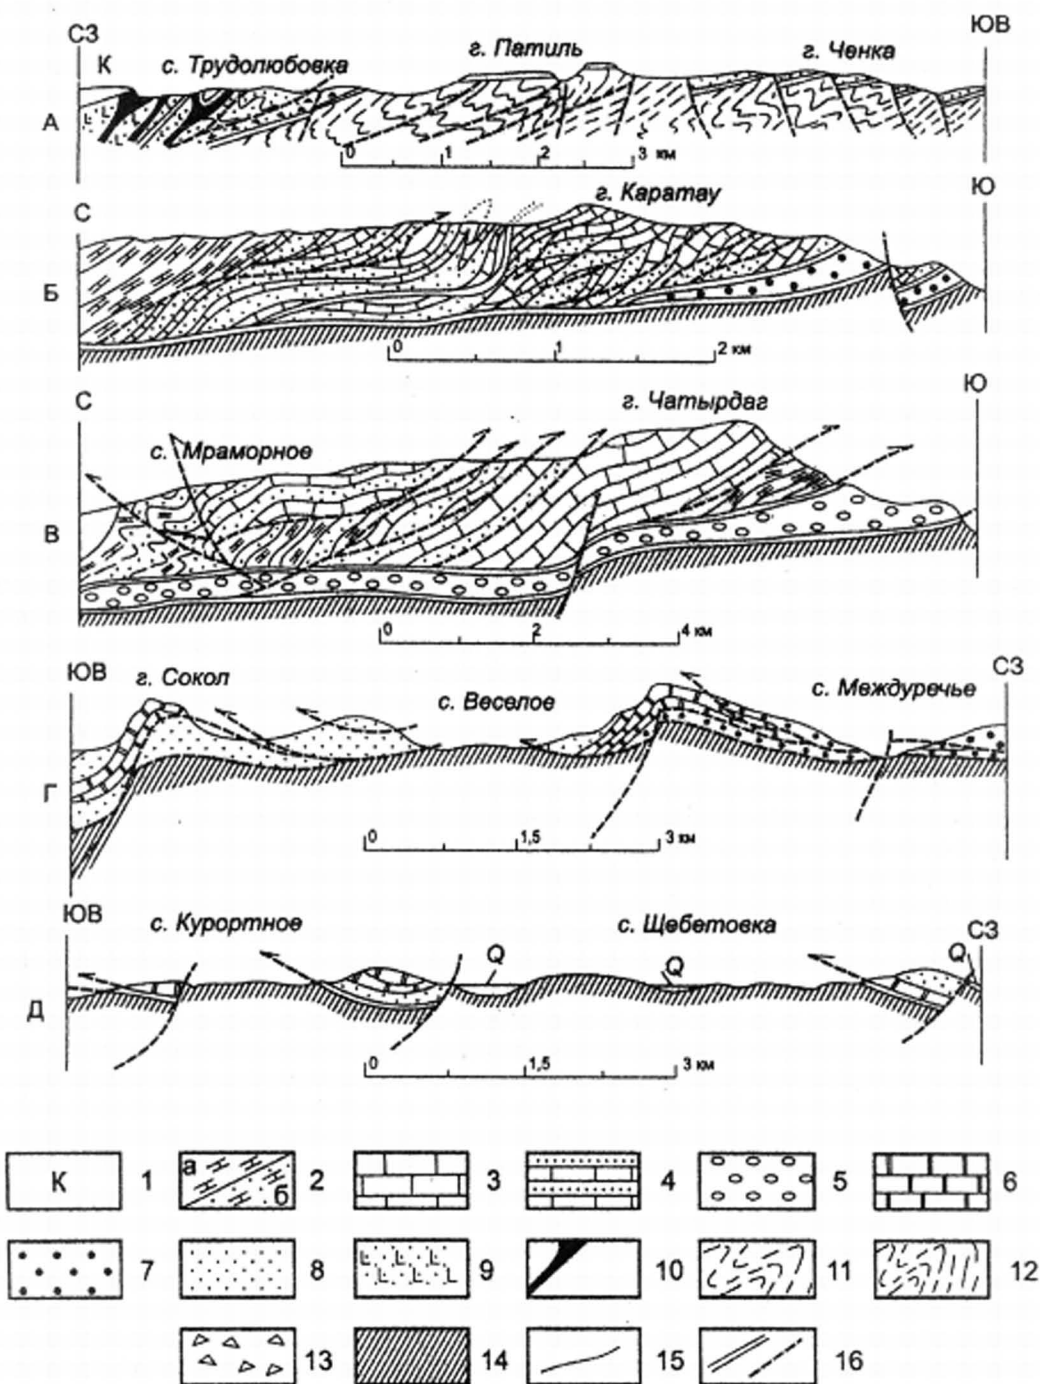 СЗ ЮВ
К с. Трудолюбовка г. Патиль г. Ченка
А
0 1 2 3 км
С г. Каратау Ю
Б
0 1 2 км
С г. Чатырдаг Ю
с. Мраморное
В
0 2 4 км
ЮВ г. Сокол с. Веселое с. Междуречье СЗ
Г
0 1,5 3 км
ЮВ с. Курортное с. Щебетовка СЗ
Q Q Q
Д
0 1,5 3 км
К 1 а б 2 3 4 5 6
7 8 9 10 11 12
13 14 15 16